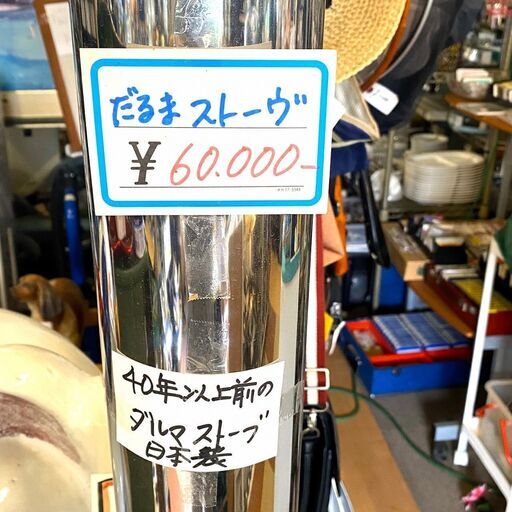 だるまストーヴ
¥60.000-
40年以上前の
ダルマストーブ
日本製